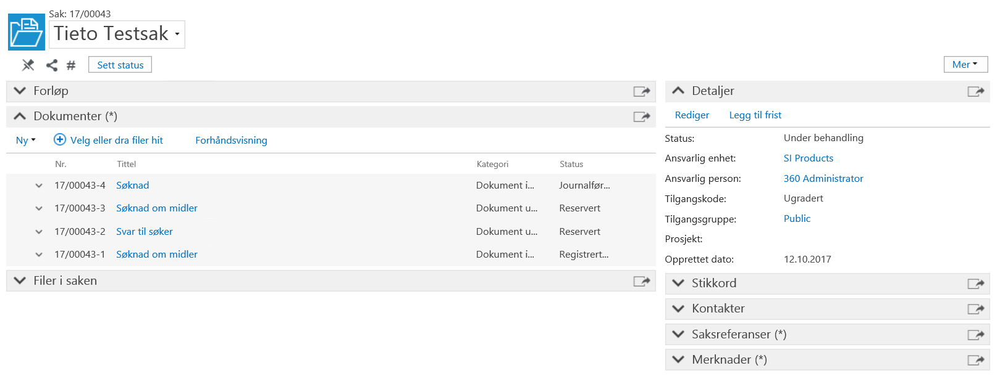 Sak: 17/00043
Tieto Testsak
# Sett status
Mer
Forløp
Dokumenter (*)
Ny Velg eller dra filer hit Forhåndsvisning
Nr. Tittel Kategori Status
17/00043-4 Søknad Dokument i... Journalfør...
17/00043-3 Søknad om midler Dokument u... Reservert
17/00043-2 Svar til søker Dokument u... Reservert
17/00043-1 Søknad om midler Dokument i... Registrert...
Filer i saken
Detaljer
Rediger Legg til frist
Status: Under behandling
Ansvarlig enhet: SI Products
Ansvarlig person: 360 Administrator
Tilgangskode: Ugradert
Tilgangsgruppe: Public
Prosjekt:
Opprettet dato: 12.10.2017
Stikkord
Kontakter
Saksreferanser (*)
Merknader (*)